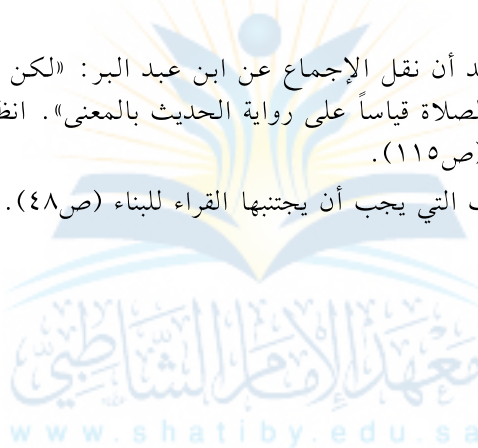 د أن نقل الإجماع عن ابن عبد البر: «لكن
لصلاة قياساً على رواية الحديث بالمعنى». انظ
(ص١١٥).
ـ التي يجب أن يجتنبها القراء للبناء (ص٤٨).
معهد الإمام الشاطبي
www.shatiby.edu.sa